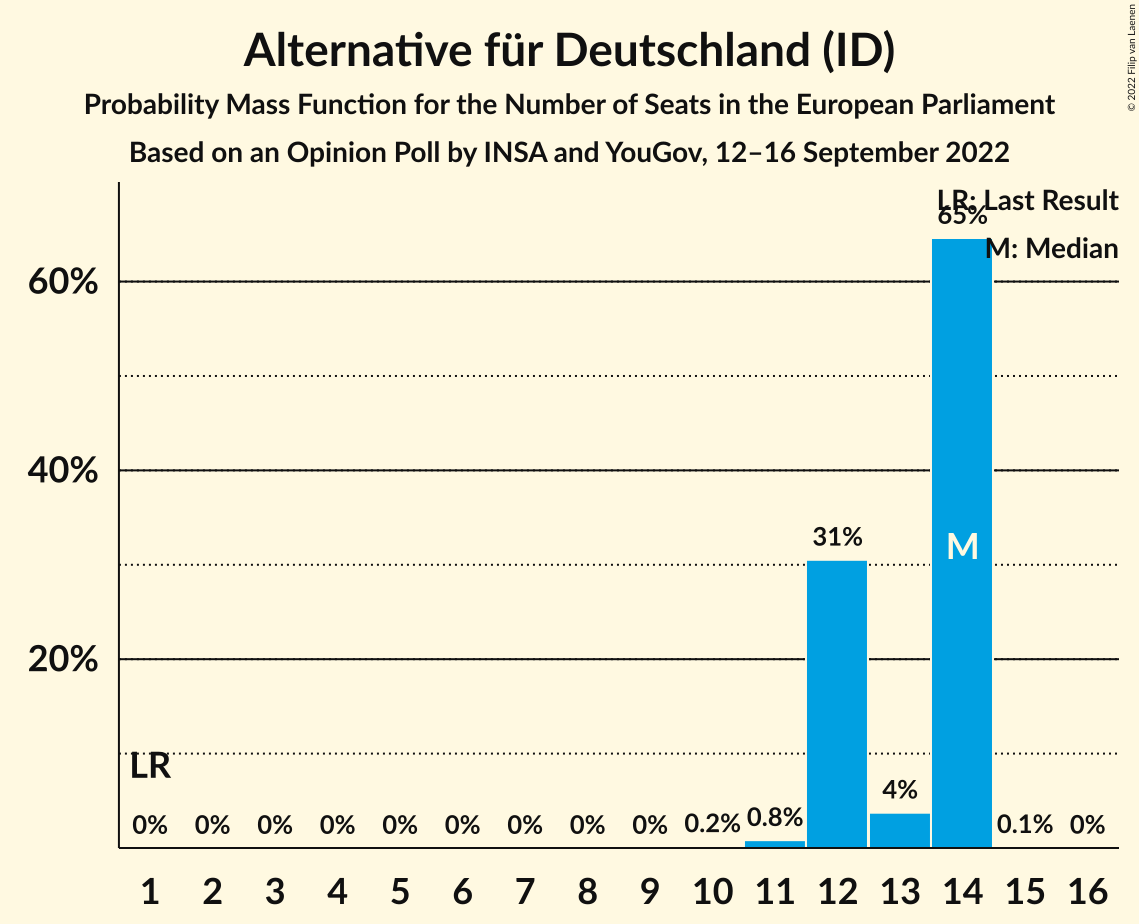 Alternative für Deutschland (ID)
Probability Mass Function for the Number of Seats in the European Parliament
Based on an Opinion Poll by INSA and YouGov, 12–16 September 2022
© 2022 Filip van Laenen
LR: Last Result
M: Median
60%
40%
20%
65%
31%
M
LR
4%
0% 0% 0% 0% 0% 0% 0% 0% 0% 0.2% 0.8% 0.1% 0%
1 2 3 4 5 6 7 8 9 10 11 12 13 14 15 16